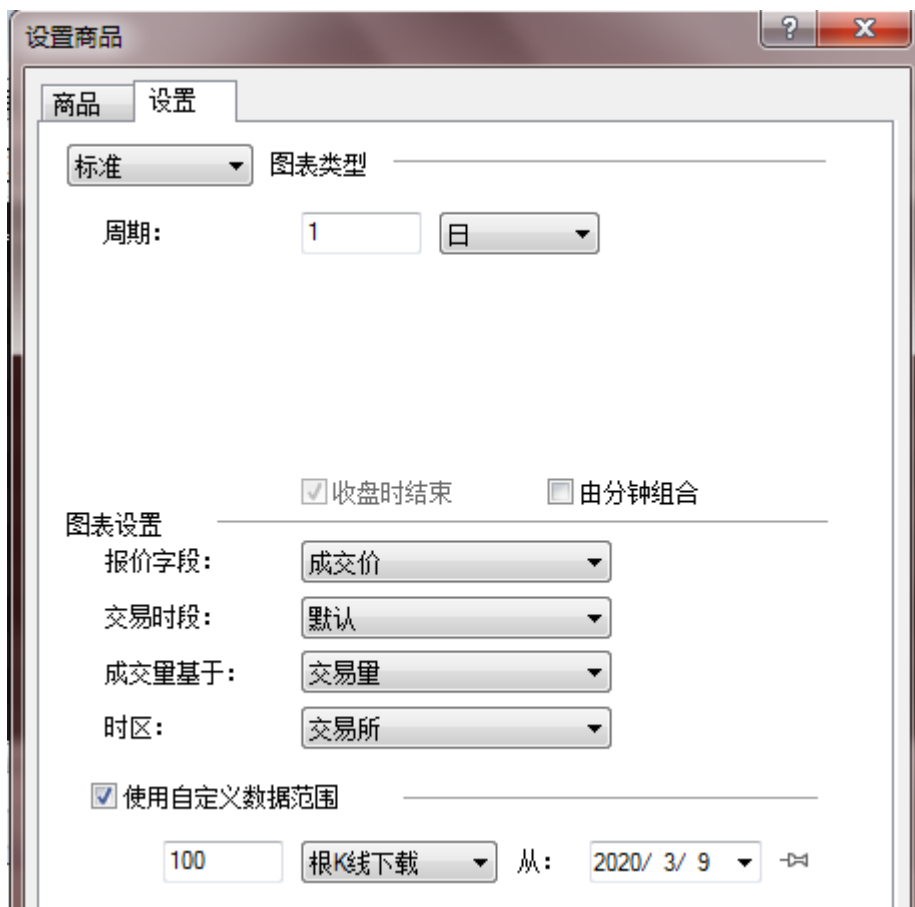 设置商品
?
商品 设置
标准 图表类型
周期: 1 日
收盘时结束 由分钟组合
图表设置
报价字段: 成交价
交易时段: 默认
成交量基于: 交易量
时区: 交易所
使用自定义数据范围
100 根K线下载 从: 2020/ 3/ 9